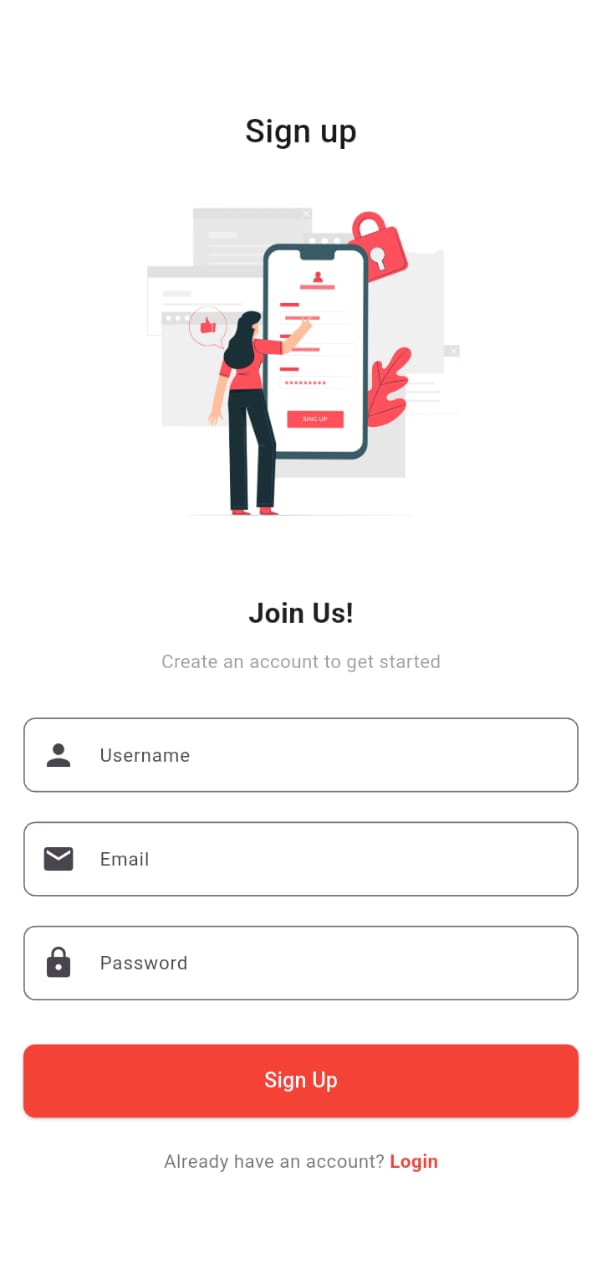 Sign up
SING UP
Join Us!
Create an account to get started
Username
Email
Password
Sign Up
Already have an account? Login